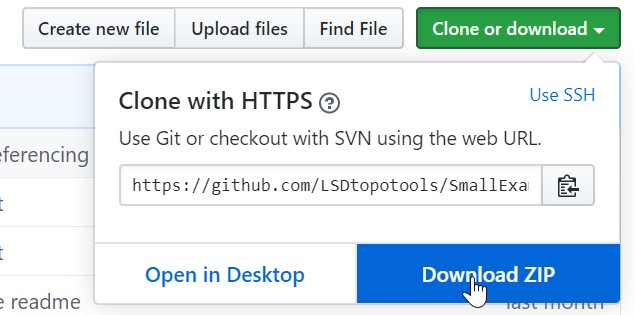 Create new file Upload files Find File Clone or download
Clone with HTTPS ?
Use SSH
eferencing
Use Git or checkout with SVN using the web URL.
https://github.com/LSDtopotools/SmallExa
t
t
Open in Desktop Download ZIP
e readme
last month